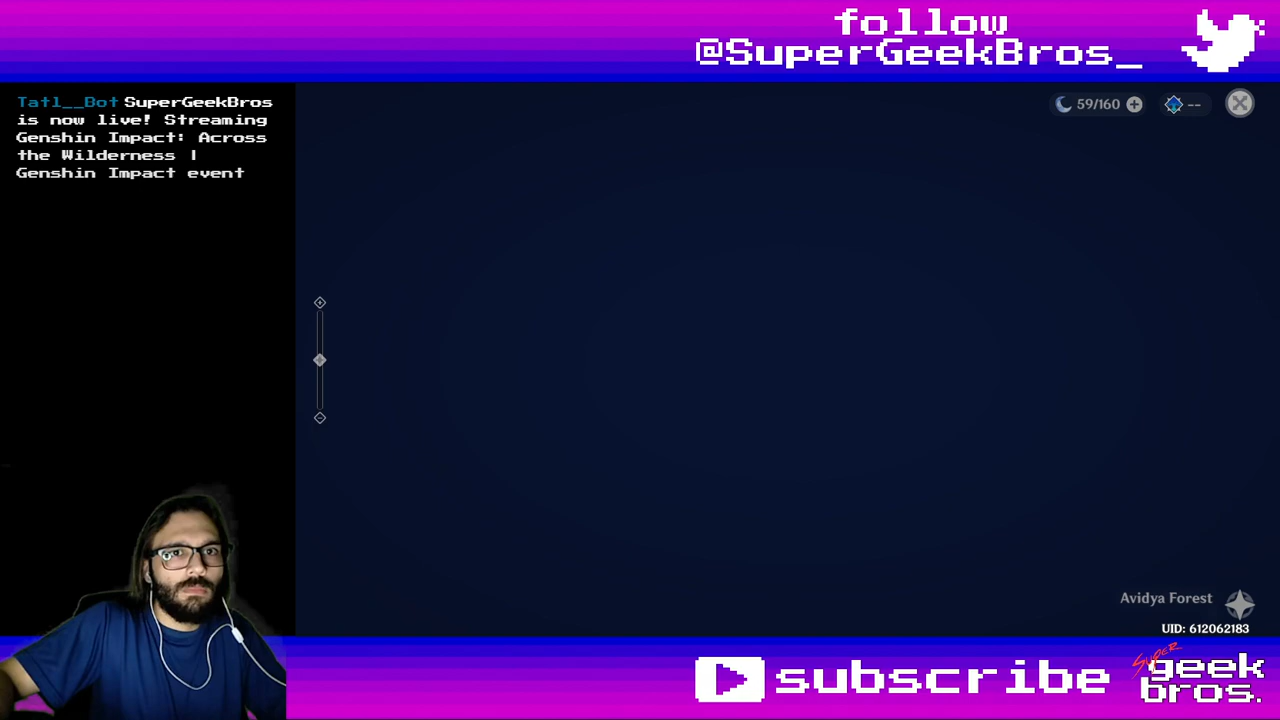 follow
@SuperGeekBros_
Tatl__Bot SuperGeekBros
is now live! Streaming
Genshin Impact: Across
the Wilderness |
Genshin Impact event
59/160
--
Avidya Forest
UID: 612062183
subscribe
SUPER
geek
bros.